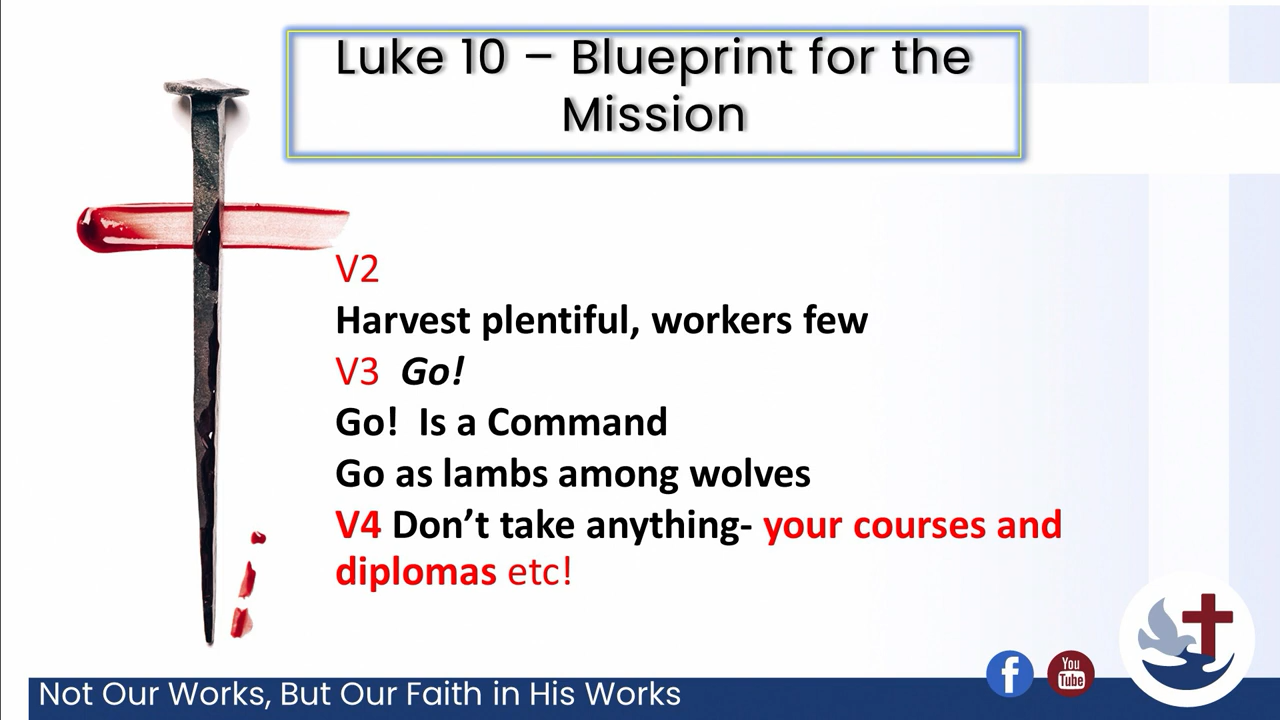 Luke 10 – Blueprint for the
Mission
V2
Harvest plentiful, workers few
V3 Go!
Go! Is a Command
Go as lambs among wolves
V4 Don’t take anything- your courses and
diplomas etc!
f
You
Tube
Not Our Works, But Our Faith in His Works